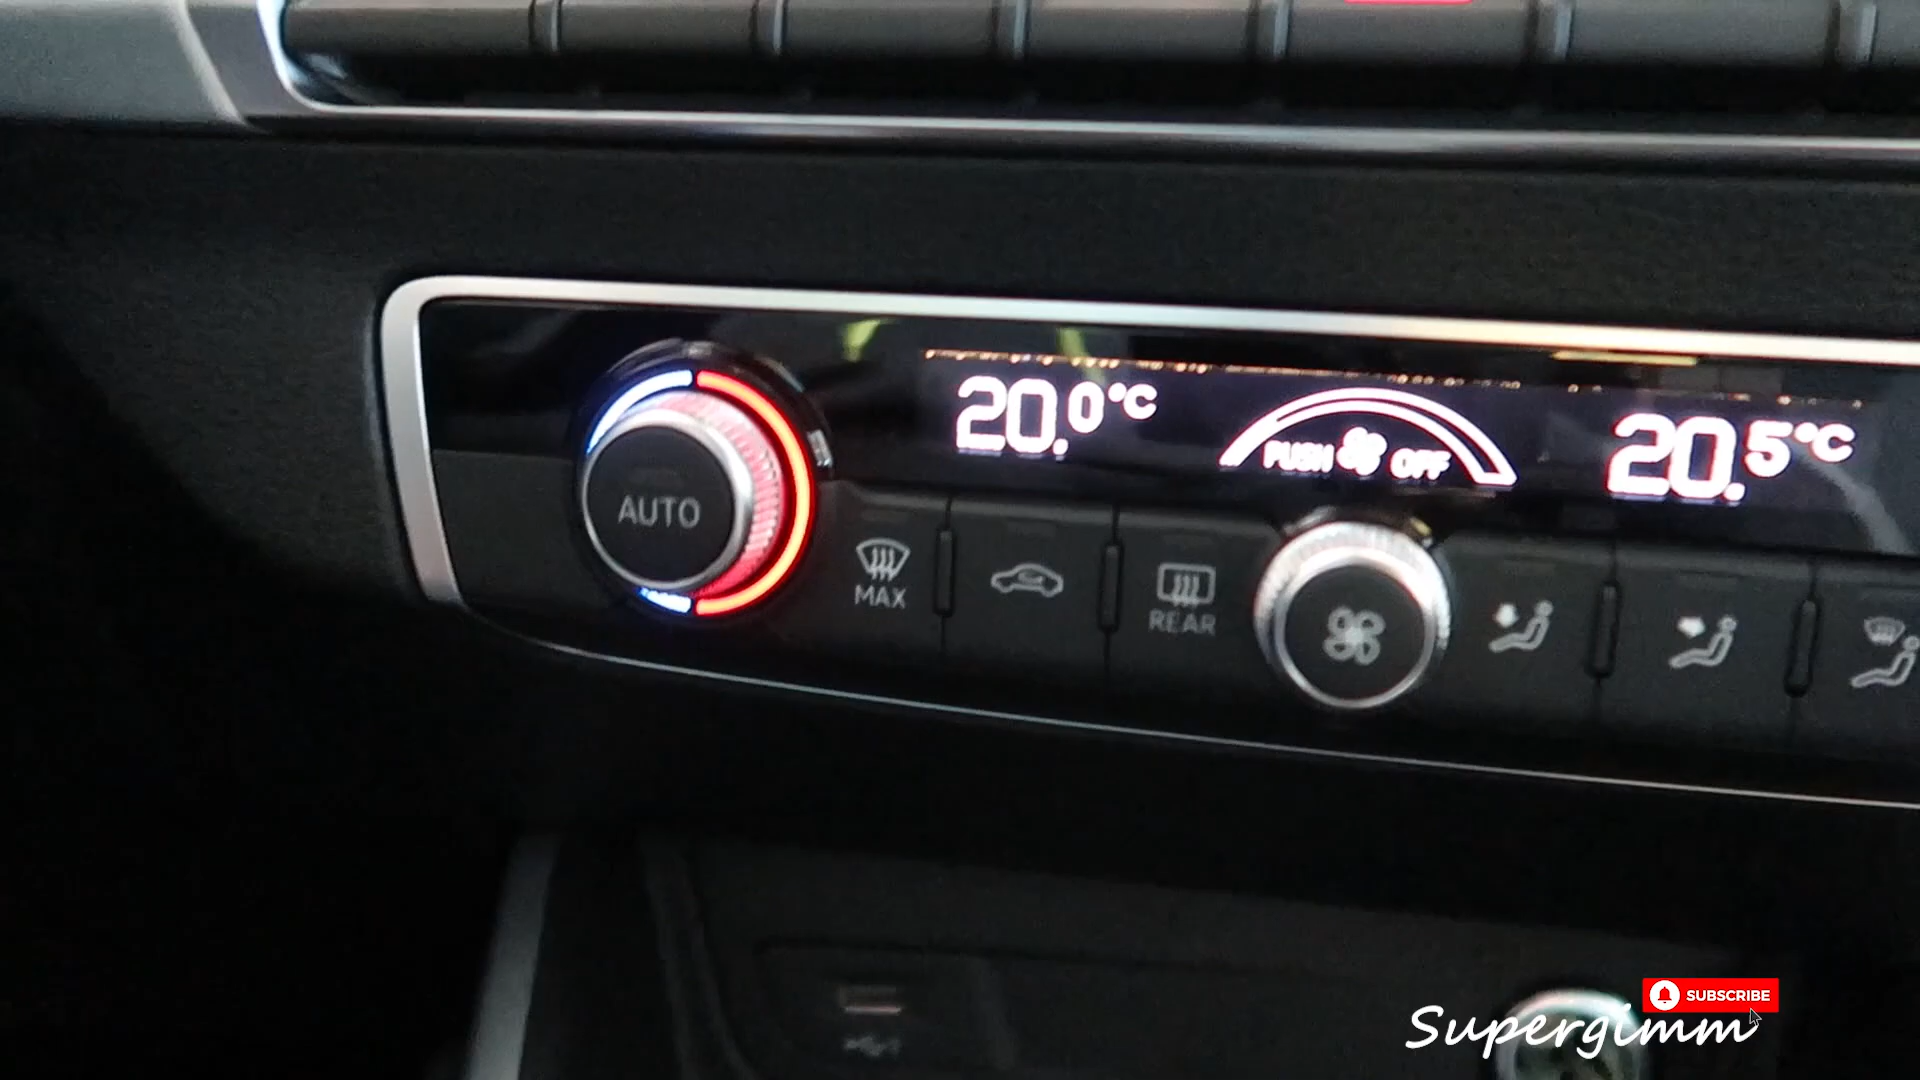 20.0°C
PUSH OFF
20.5°C
AUTO
MAX
REAR
SUBSCRIBE
Supergimm